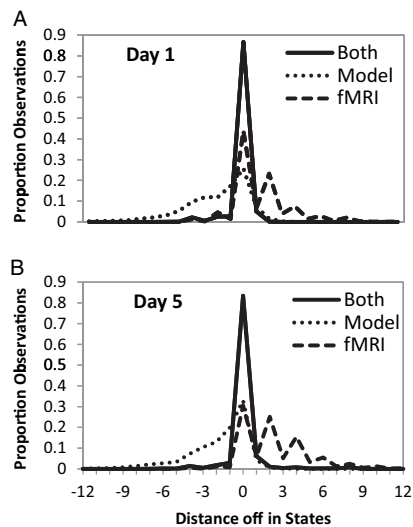 A
Day 1
Both
Model
fMRI
Proportion Observations
0.9
0.8
0.7
0.6
0.5
0.4
0.3
0.2
0.1
0
B
Day 5
Both
Model
fMRI
Proportion Observations
0.9
0.8
0.7
0.6
0.5
0.4
0.3
0.2
0.1
0
-12 -9 -6 -3 0 3 6 9 12
Distance off in States